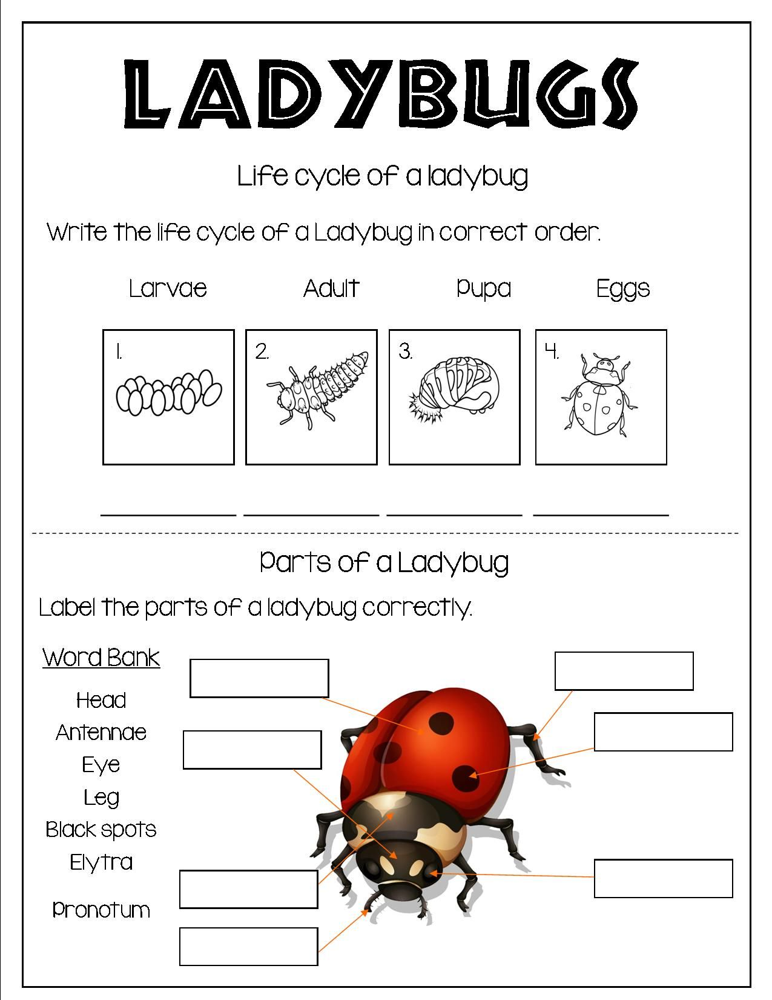 LADYBUGS
Life cycle of a ladybug
Write the life cycle of a Ladybug in correct order.
Larvae Adult Pupa Eggs
1. 2. 3. 4.
Parts of a Ladybug
Label the parts of a ladybug correctly.
Word Bank
Head
Antennae
Eye
Leg
Black spots
Elytra
Pronotum